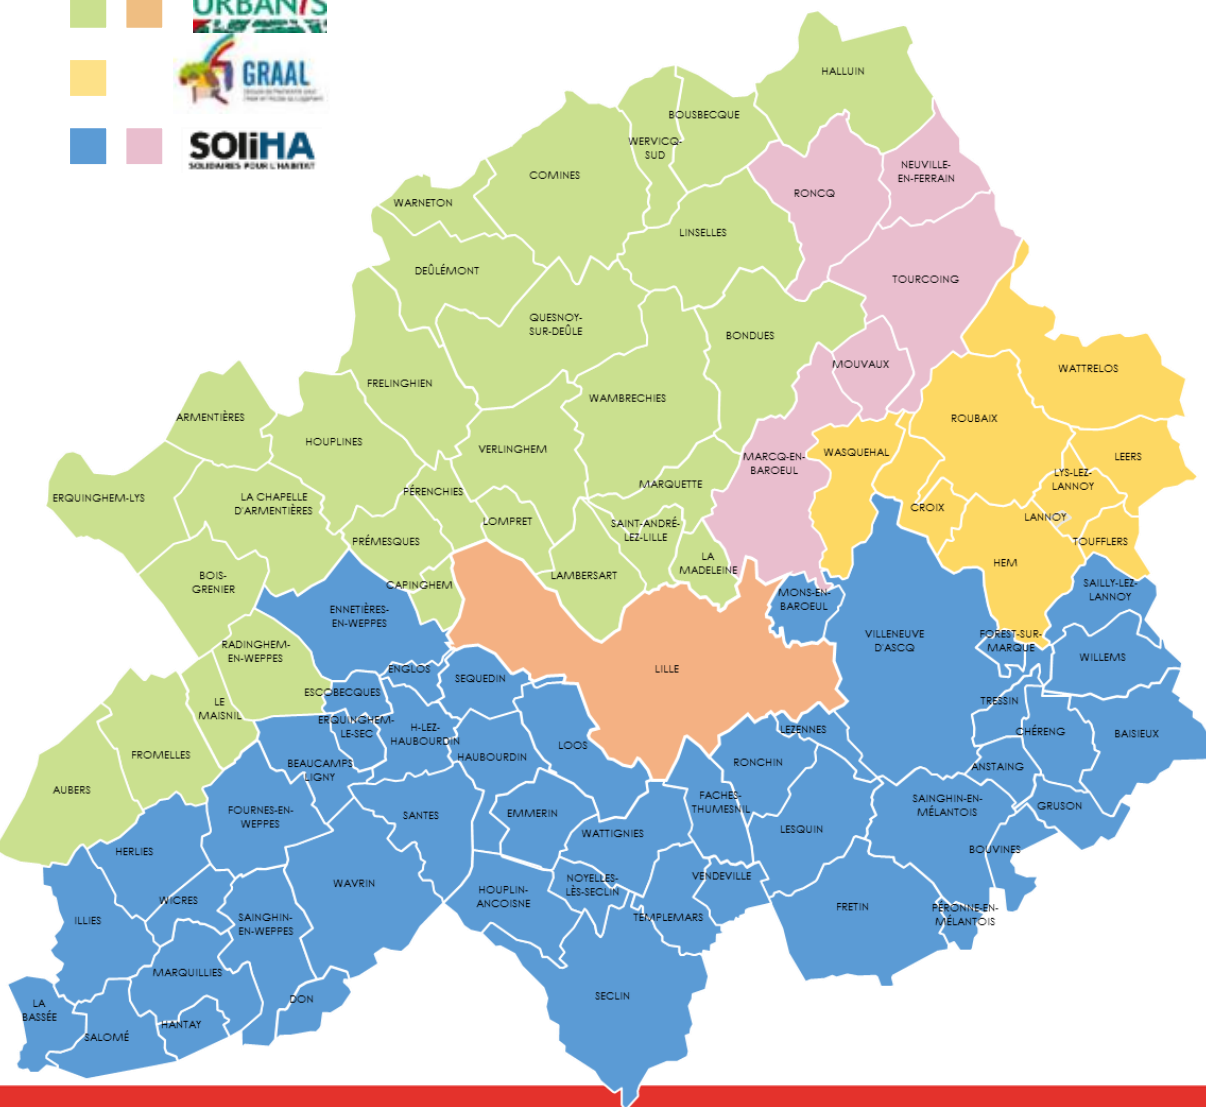 URBANIS
GRAAL
SOLiHA
SOLIDAIRES POUR L'HABITAT
HALLUIN
BOUSBECQUE
WERVICQ-
SUD
COMINES
NEUVILLE-
EN-FERRAIN
RONCQ
WARNETON
LINSELLES
DEÛLÉMONT
TOURCOING
QUESNOY-
SUR-DEÛLE
BONDUES
MOUVAUX
WATTRELOS
FRELINGHIEN
WAMBRECHIES
ARMENTIÈRES
ROUBAIX
HOUPLINES
VERLINGHEM
MARCQ-EN-
BAROEUL
WASQUEHAL
LEERS
LYS-LEZ-
LANNOY
ERQUINGHEM-LYS
LA CHAPELLE
D'ARMENTIÈRES
PÉRENCHIES
MARQUETTE
CROIX
LANNOY
LOMPRET
SAINT-ANDRÉ-
LEZ-LILLE
PRÉMESQUES
TOUFFLERS
LA
MADELEINE
HEM
BOIS-
GRENIER
CAPINGHEM
LAMBERSART
SAILLY-LEZ-
LANNOY
ENNETIÈRES-
EN-WEPPES
MONS-EN-
BAROEUL
VILLENEUVE
D'ASCQ
FOREST-SUR-
MARQUE
RADINGHEM-
EN-WEPPES
WILLEMS
ENGLOS
SEQUEDIN
LILLE
ESCOBECQUES
LE
MAISNIL
TRESSIN
ERQUINGHEM-
LE-SEC
H-LEZ-
HAUBOURDIN
LEZENNES
CHÉRENG
BAISIEUX
LOOS
FROMELLES
HAUBOURDIN
BEAUCAMPS
LIGNY
RONCHIN
ANSTAING
AUBERS
FACHES-
THUMESNIL
SAINGHIN-EN-
MÉLANTOIS
GRUSON
FOURNES-EN-
WEPPES
SANTES
EMMERIN
WATTIGNIES
LESQUIN
HERLIES
BOUVINES
WAVRIN
NOYELLES-
LÈS-SECLIN
VENDEVILLE
HOUPLIN-
ANCOISNE
WICRES
FRETIN
PÉRONNE-EN-
MÉLANTOIS
ILLIES
SAINGHIN-
EN-WEPPES
TEMPLEMARS
MARQUILLIES
SECLIN
LA
BASSÉE
DON
HANTAY
SALOMÉ